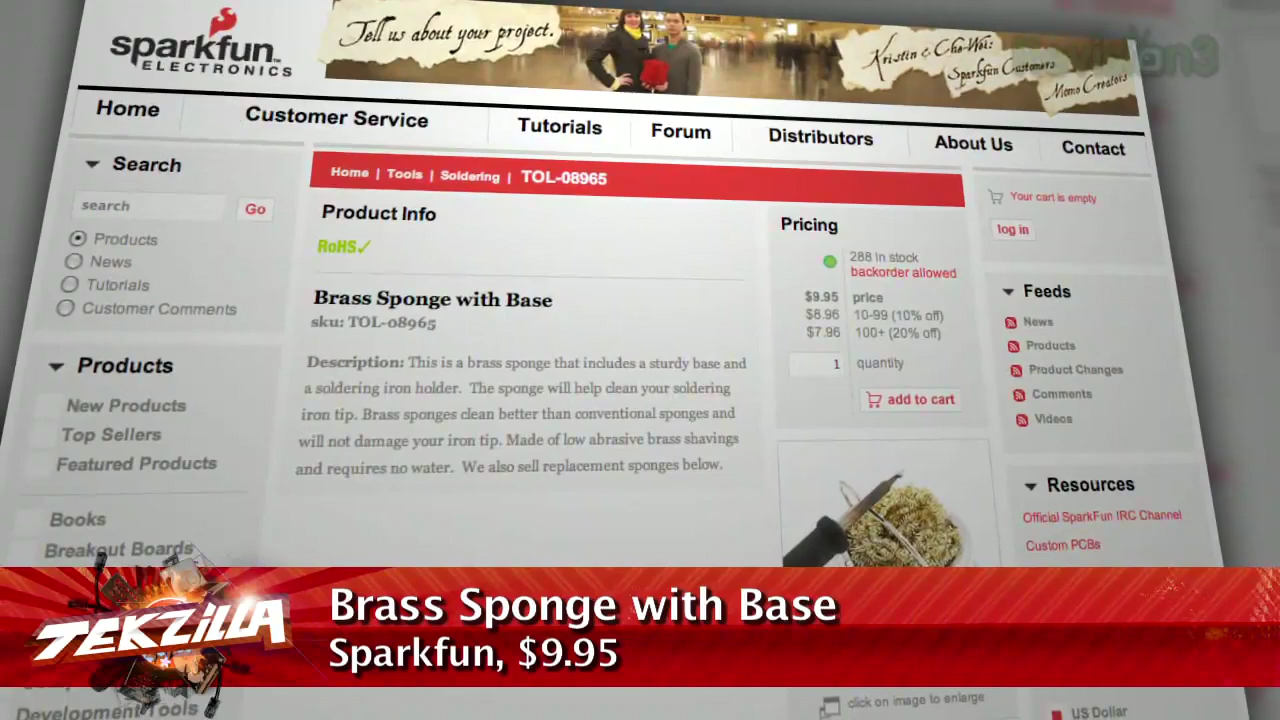 sparkfun™
ELECTRONICS
Tell us about your project.
Kristin & Che-Wei:
Sparkfun Customers
Momo Creators
Home
Customer Service
Tutorials
Forum
Distributors
About Us
Contact
Search
search
Go
Products
News
Tutorials
Customer Comments
Products
New Products
Top Sellers
Featured Products
Books
Breakout Boards
Development Tools
Home | Tools | Soldering | TOL-08965
Product Info
RoHS✓
Brass Sponge with Base
sku: TOL-08965
Description: This is a brass sponge that includes a sturdy base and
a soldering iron holder. The sponge will help clean your soldering
iron tip. Brass sponges clean better than conventional sponges and
will not damage your iron tip. Made of low abrasive brass shavings
and requires no water. We also sell replacement sponges below.
Pricing
288 in stock
backorder allowed
$9.95 price
$8.96 10-99 (10% off)
$7.96 100+ (20% off)
1 quantity
add to cart
click on image to enlarge
Your cart is empty
log in
Feeds
News
Products
Product Changes
Comments
Videos
Resources
Official SparkFun IRC Channel
Custom PCBs
US Dollar
TEKZILLA
Brass Sponge with Base
Sparkfun, $9.95